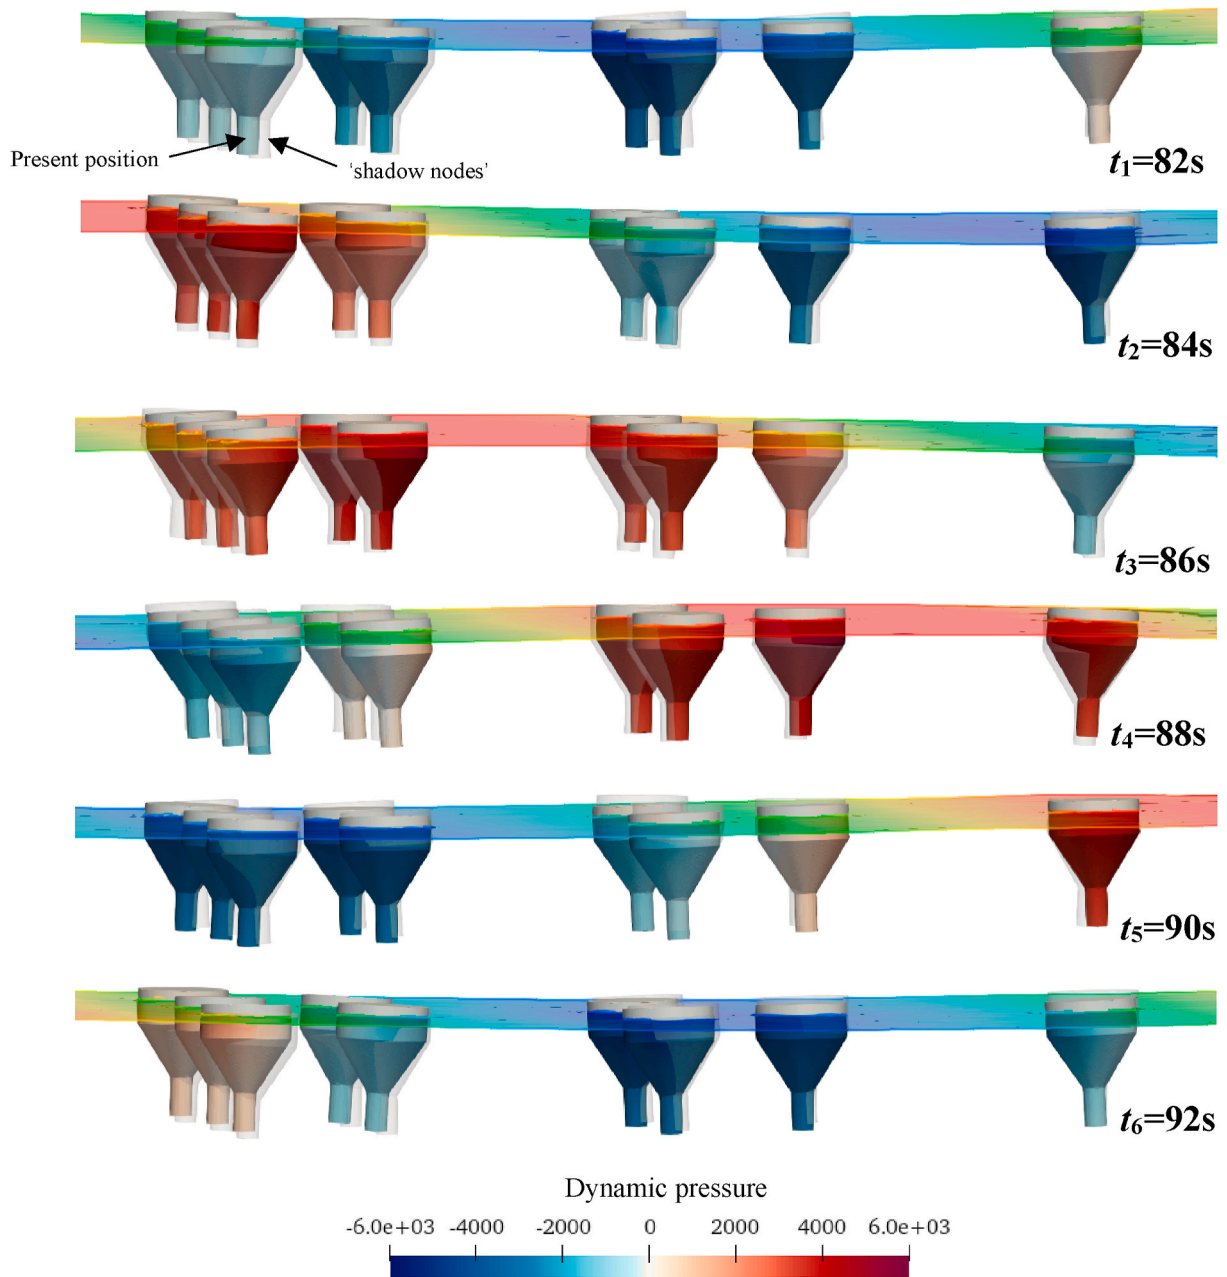 t1=82s
Present position
'shadow nodes'
t2=84s
t3=86s
t4=88s
t5=90s
t6=92s
Dynamic pressure
-6.0e+03 -4000 -2000 0 2000 4000 6.0e+03